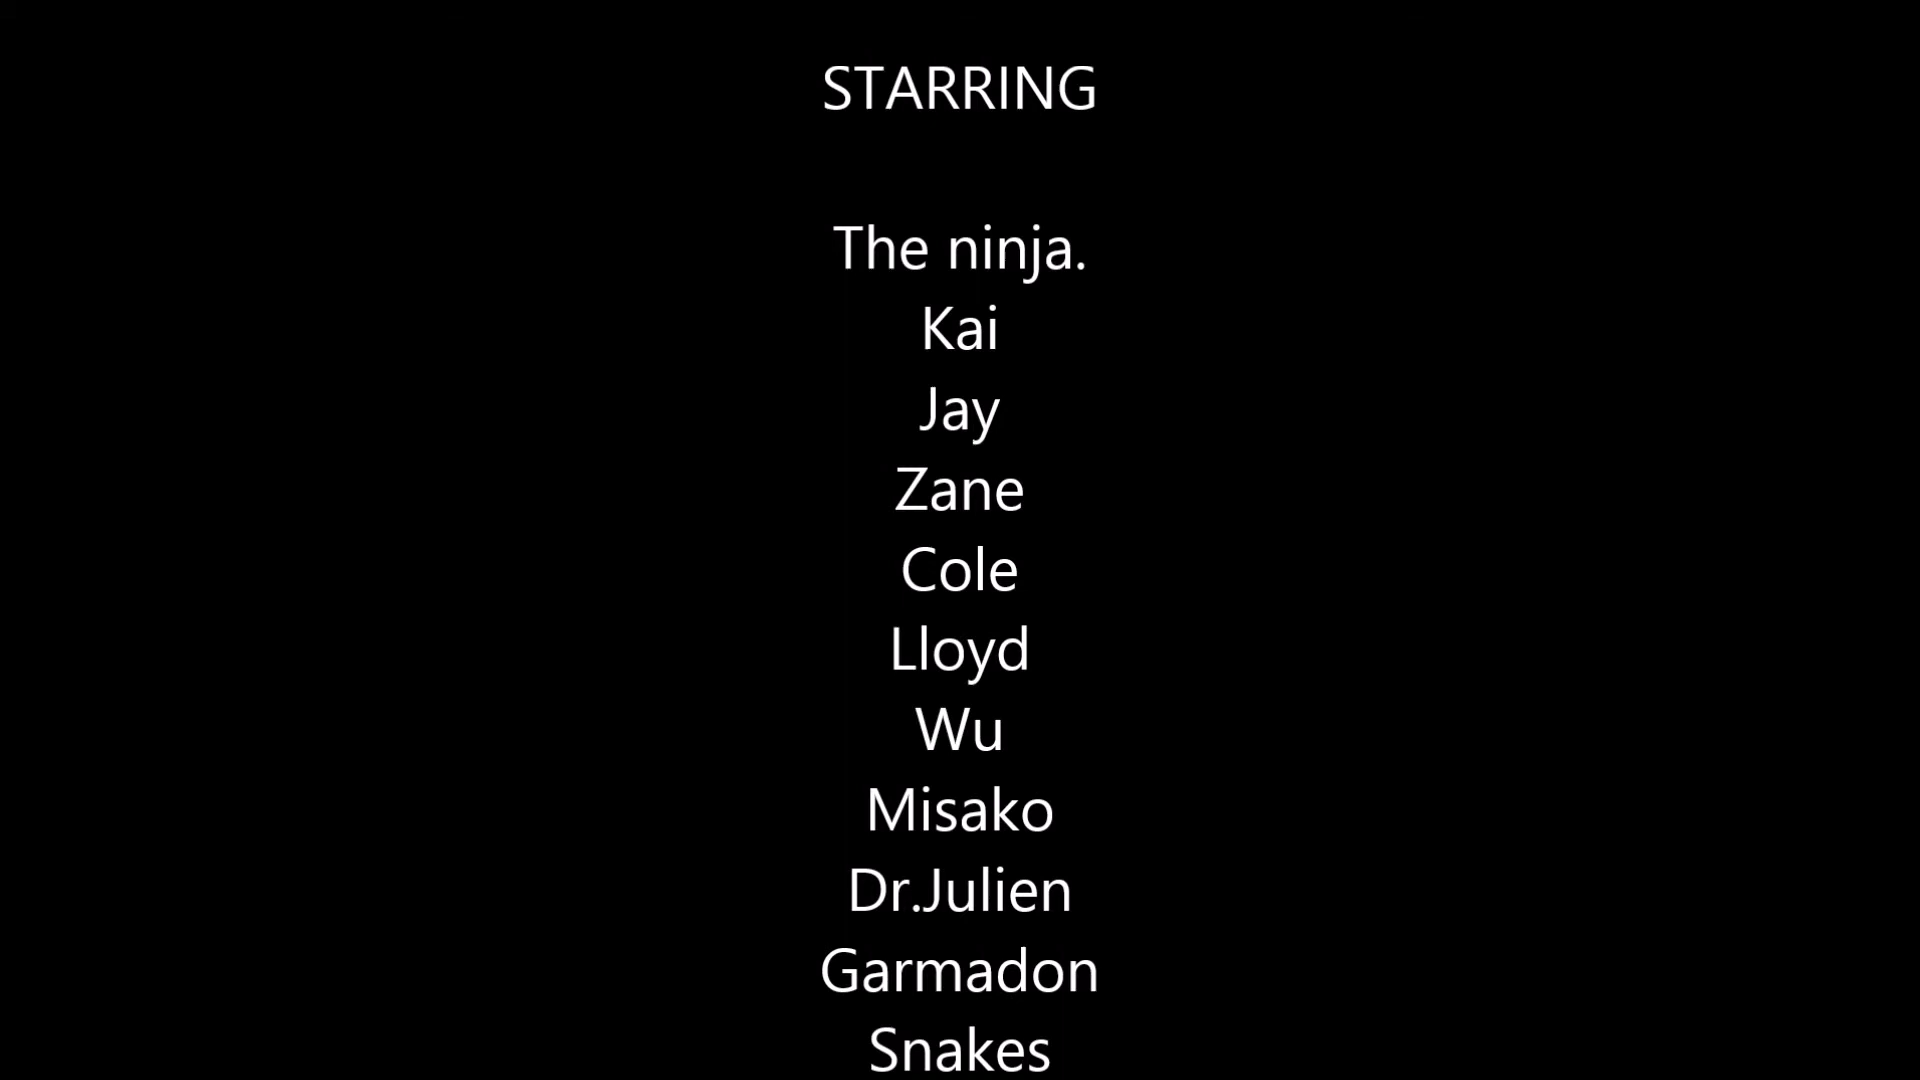 STARRING
The ninja.
Kai
Jay
Zane
Cole
Lloyd
Wu
Misako
Dr.Julien
Garmadon
Snakes